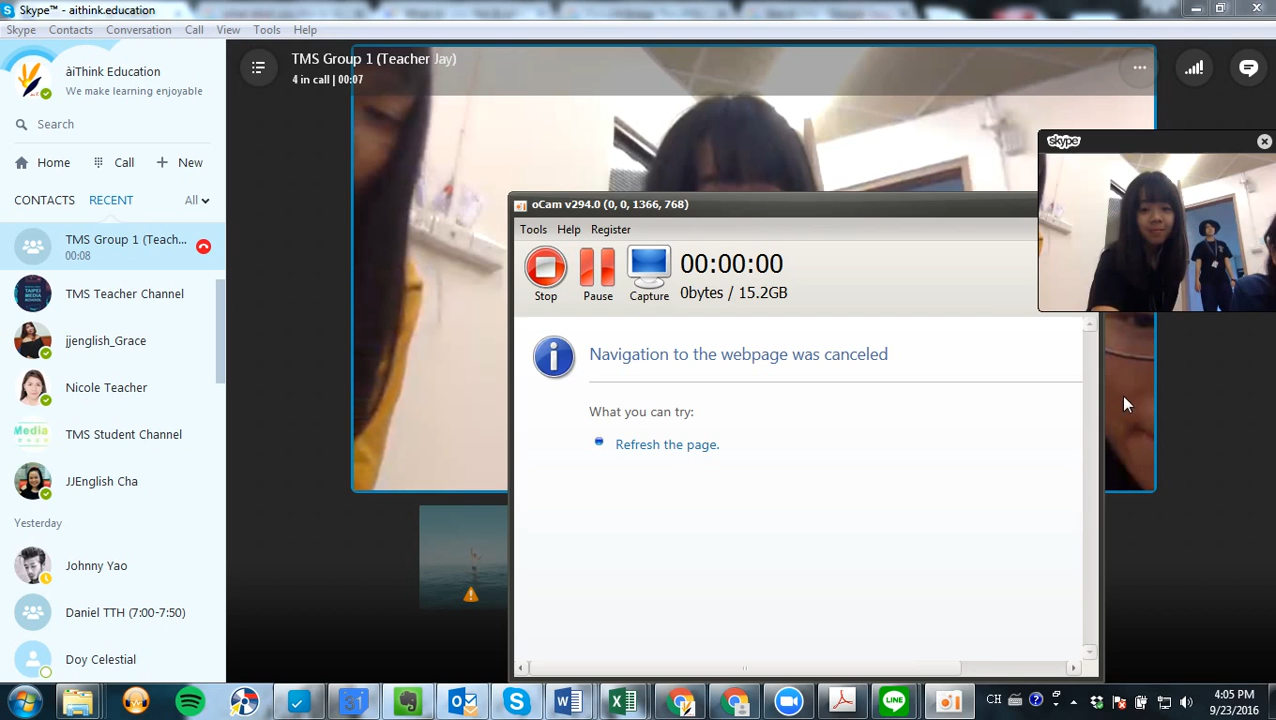 Skype™ - aithink.education
Skype Contacts Conversation Call View Tools Help
âiThink Education
We make learning enjoyable
Search
Home Call New
CONTACTS RECENT All
TMS Group 1 (Teach...
00:08
TMS Teacher Channel
jjenglish_Grace
Nicole Teacher
TMS Student Channel
JJEnglish Cha
Yesterday
Johnny Yao
Daniel TTH (7:00-7:50)
Doy Celestial
TMS Group 1 (Teacher Jay)
4 in call | 00:07
skype
oCam v294.0 (0, 0, 1366, 768)
Tools Help Register
Stop Pause Capture
00:00:00
0bytes / 15.2GB
Navigation to the webpage was canceled
What you can try:
Refresh the page.
CH
4:05 PM
9/23/2016